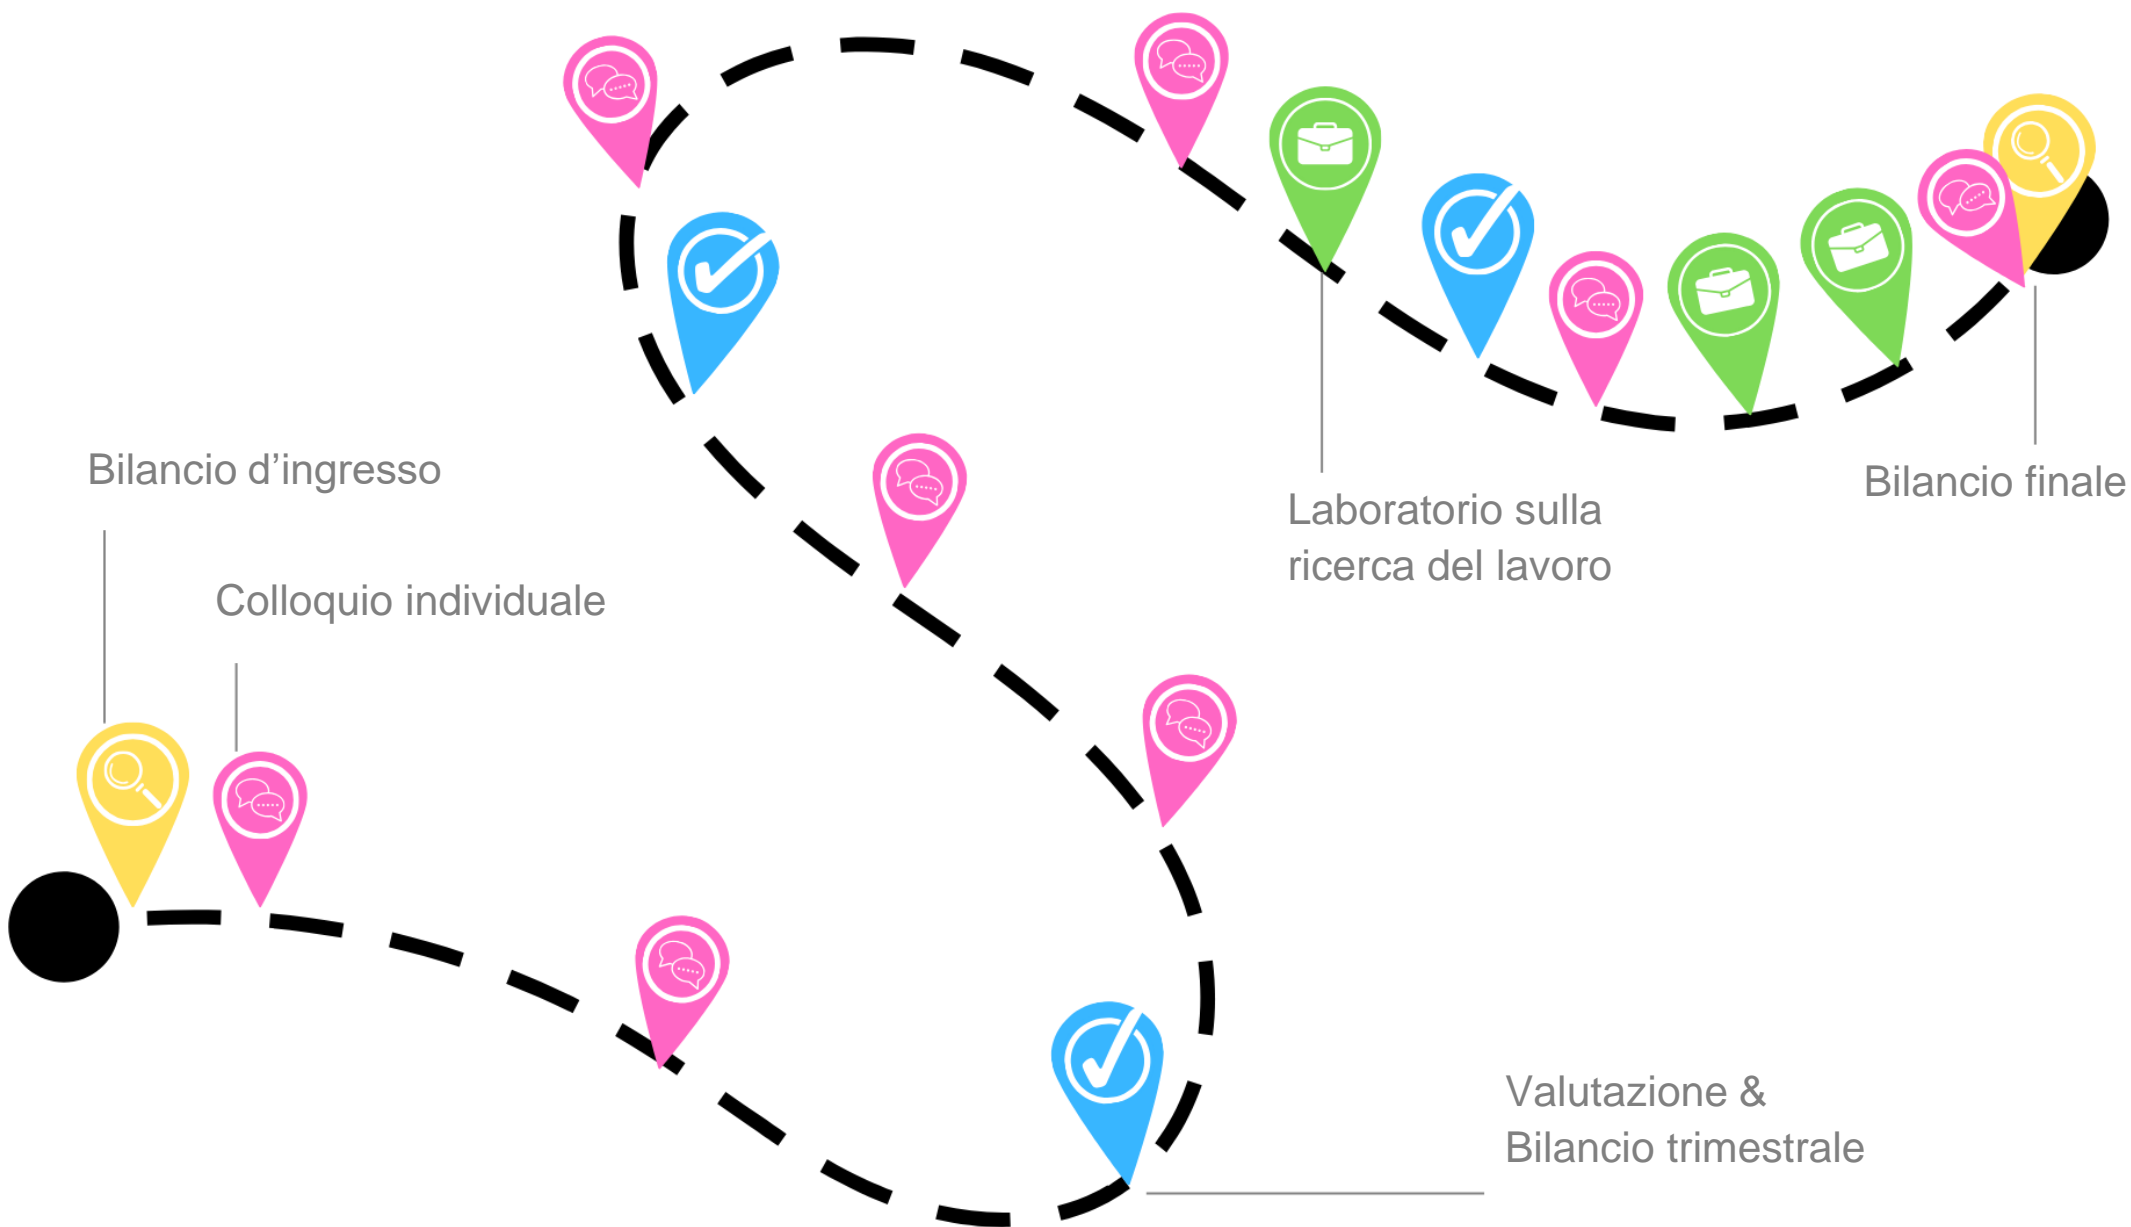 Bilancio d’ingresso
Colloquio individuale
Laboratorio sulla
ricerca del lavoro
Bilancio finale
Valutazione &
Bilancio trimestrale